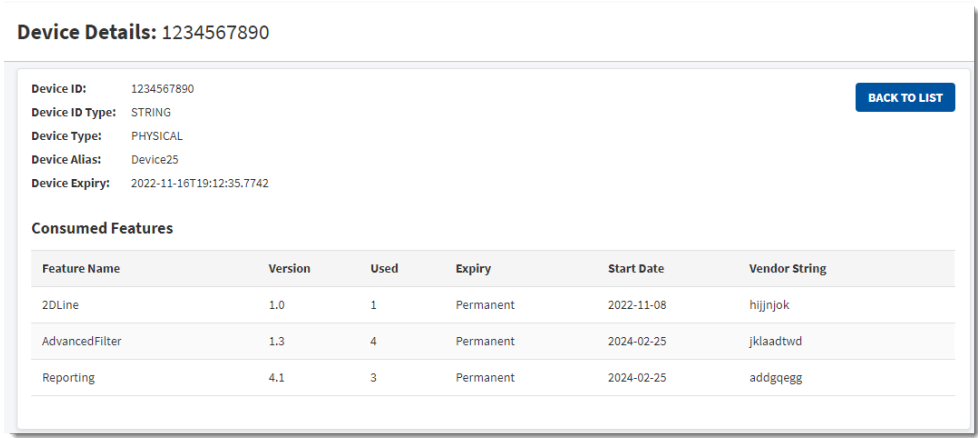 Device Details: 1234567890
Device ID: 1234567890
BACK TO LIST
Device ID Type: STRING
Device Type: PHYSICAL
Device Alias: Device25
Device Expiry: 2022-11-16T19:12:35.7742
Consumed Features
Feature Name Version Used Expiry Start Date Vendor String
2DLine 1.0 1 Permanent 2022-11-08 hijjnjok
AdvancedFilter 1.3 4 Permanent 2024-02-25 jklaadtwd
Reporting 4.1 3 Permanent 2024-02-25 addgqegg